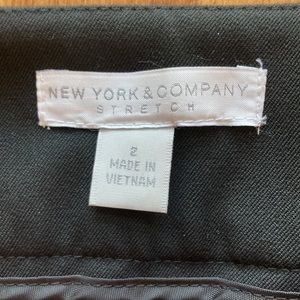 NEW YORK & COMPANY
STRETCH
2
MADE IN
VIETNAM